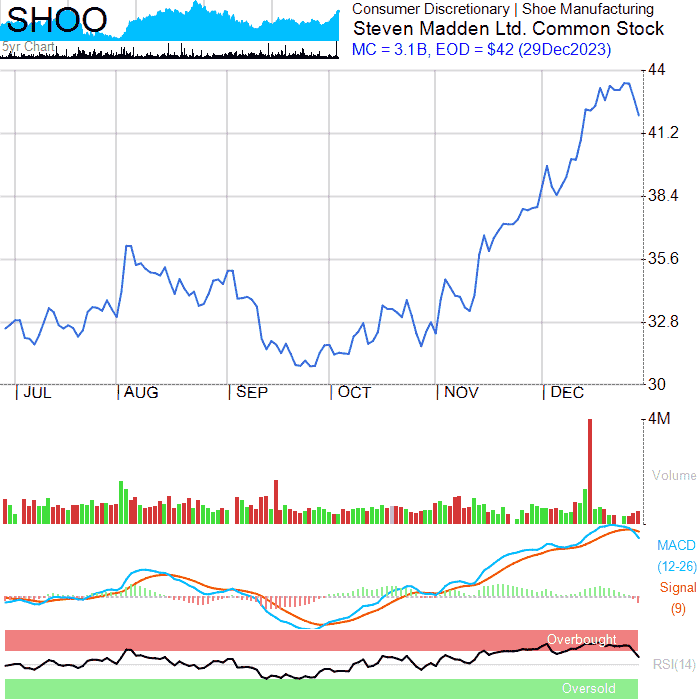 SHOO
5yr Chart
Consumer Discretionary | Shoe Manufacturing
Steven Madden Ltd. Common Stock
MC = 3.1B, EOD = $42 (29Dec2023)
44
41.2
38.4
35.6
32.8
30
JUL AUG SEP OCT NOV DEC
4M
Volume
MACD
(12-26)
Signal
(9)
Overbought
RSI(14)
Oversold